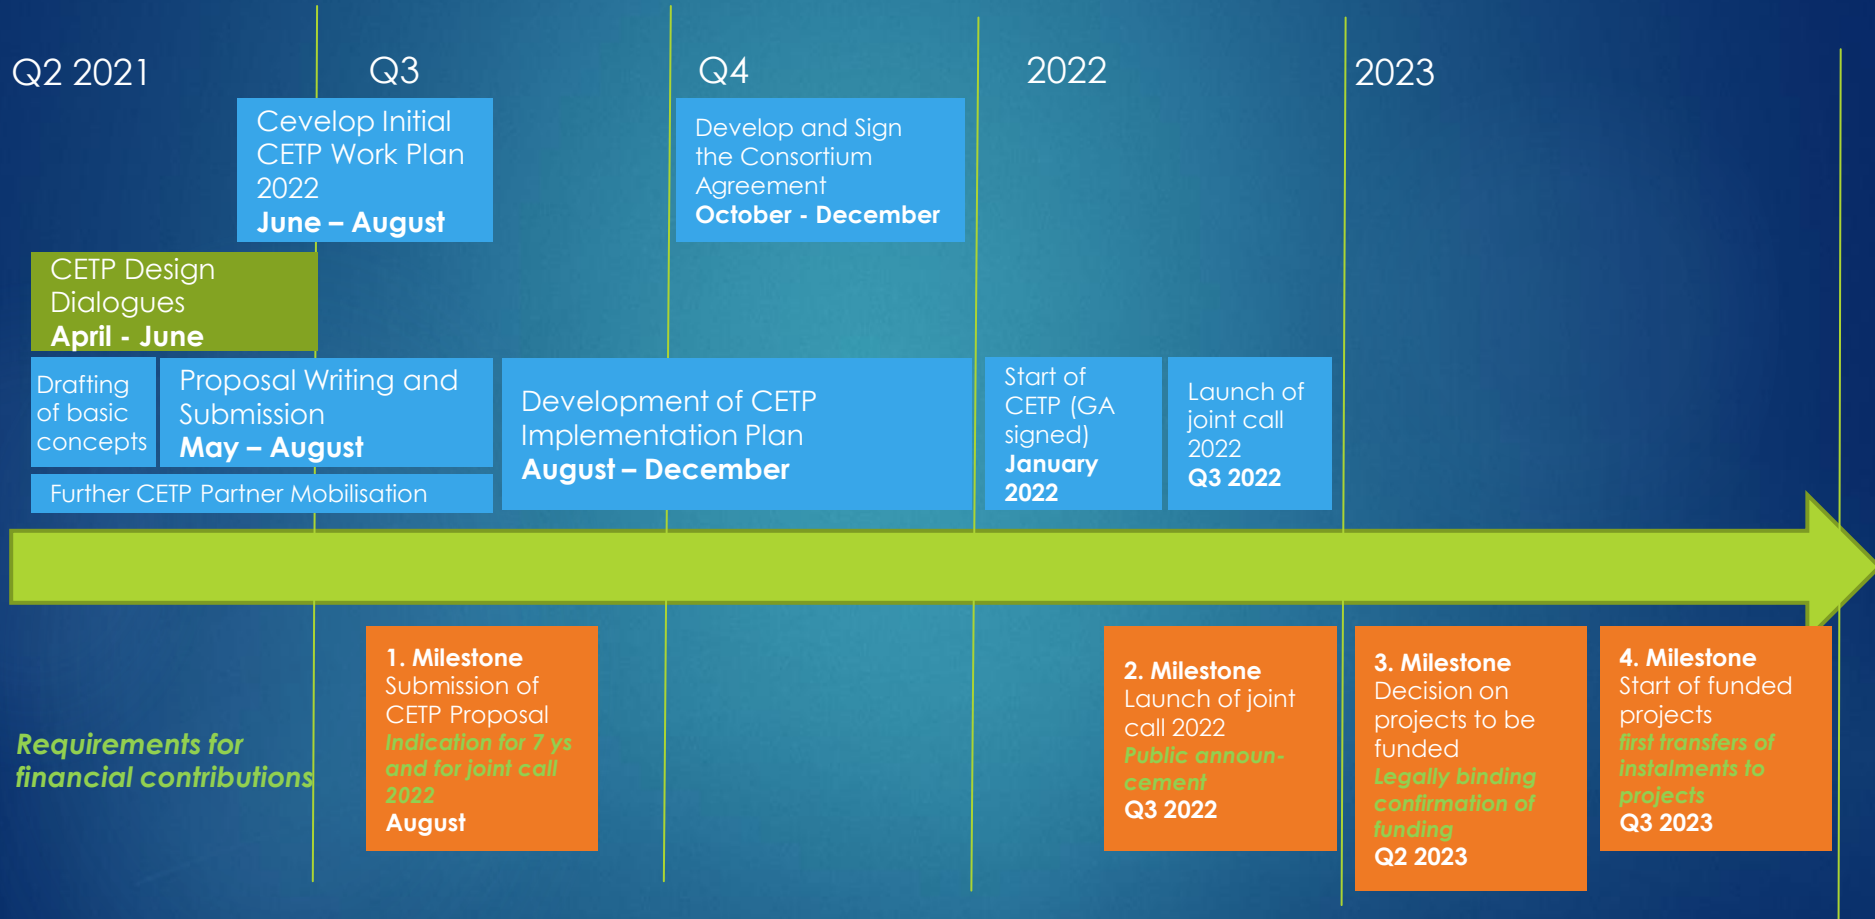 Q2 2021
Q3
Q4
2022
2023
Cevelop Initial
CETP Work Plan
2022
June – August
Develop and Sign
the Consortium
Agreement
October - December
CETP Design
Dialogues
April - June
Drafting
of basic
concepts
Proposal Writing and
Submission
May – August
Further CETP Partner Mobilisation
Development of CETP
Implementation Plan
August – December
Start of
CETP (GA
signed)
January
2022
Launch of
joint call
2022
Q3 2022
Requirements for
financial contributions
1. Milestone
Submission of
CETP Proposal
Indication for 7 ys
and for joint call
2022
August
2. Milestone
Launch of joint
call 2022
Public announ-
cement
Q3 2022
3. Milestone
Decision on
projects to be
funded
Legally binding
confirmation of
funding
Q2 2023
4. Milestone
Start of funded
projects
first transfers of
instalments to
projects
Q3 2023